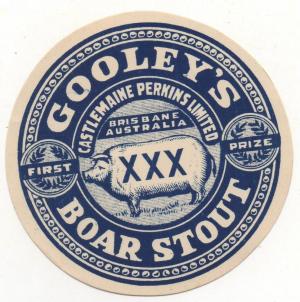 GOOLEY'S
CASTLEMAINE PERKINS LIMITED
BRISBANE
AUSTRALIA
FIRST
PRIZE
XXX
BOAR STOUT